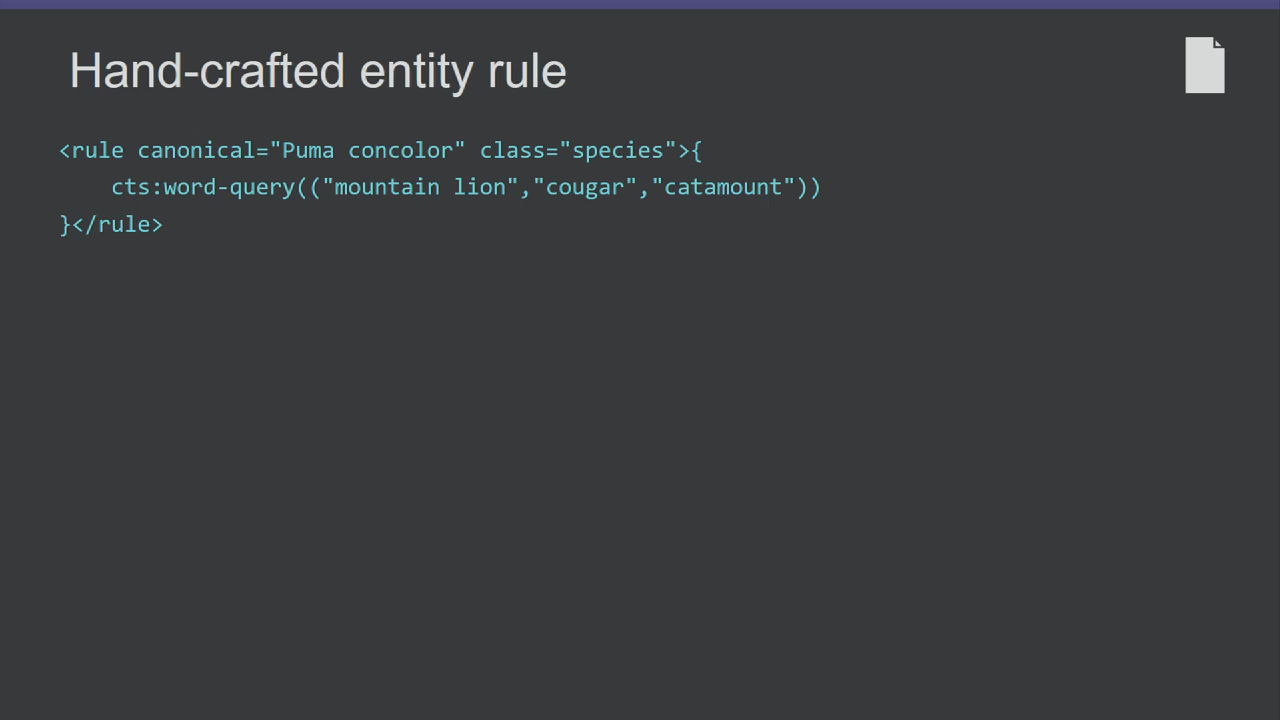 Hand-crafted entity rule
<rule canonical="Puma concolor" class="species">{
    cts:word-query(("mountain lion","cougar","catamount"))
}</rule>